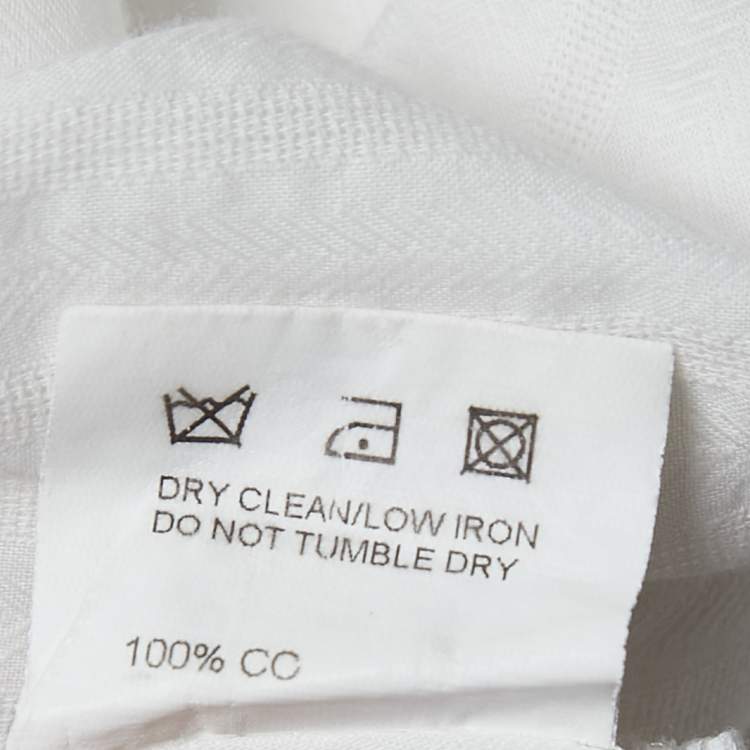 DRY CLEAN/LOW IRON
DO NOT TUMBLE DRY
100% CC